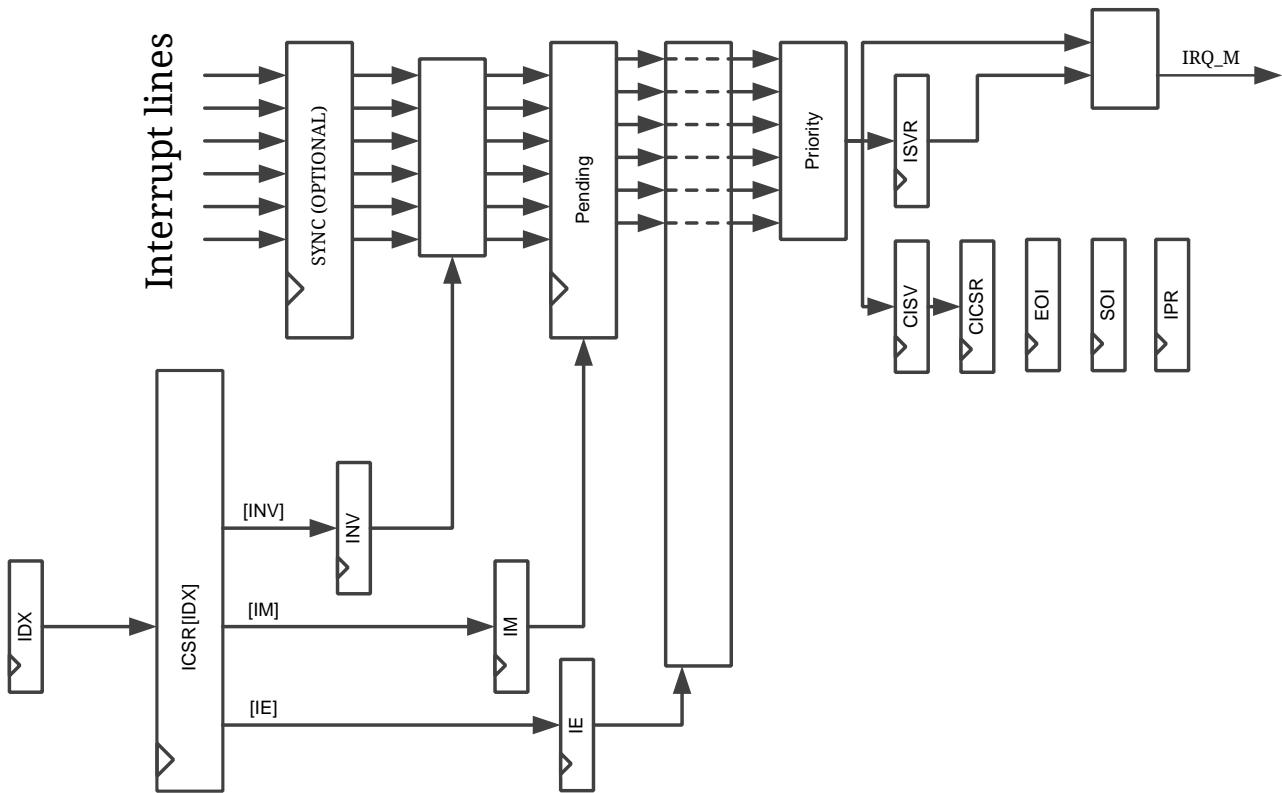 Interrupt lines
SYNC (OPTIONAL)
Pending
Priority
ISVR
IRQ_M
CISV
CICSR
EOI
SOI
IPR
IDX
ICSR[IDX]
[INV]
INV
[IM]
IM
[IE]
IE